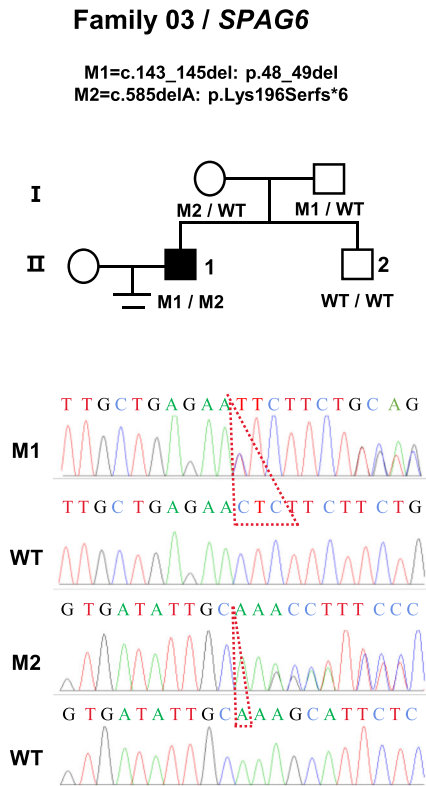 Family 03 / SPAG6
M1=c.143_145del: p.48_49del
M2=c.585delA: p.Lys196Serfs*6
I
M2 / WT
M1 / WT
II
1
2
M1 / M2
WT / WT
T T G C T G A G A A T T C T T C T G C A G
M1
T T G C T G A G A A C T C T T C T T C T G
WT
G T G A T A T T G C A A A C C T T T C C C
M2
G T G A T A T T G C A A A G C A T T C T C
WT